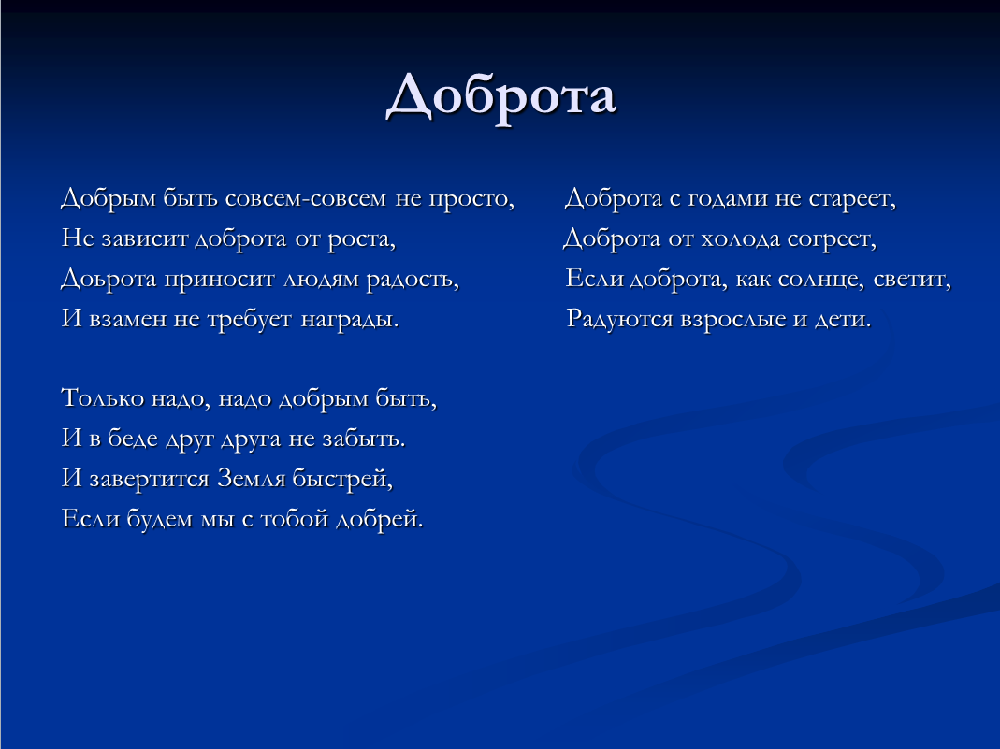 Доброта
Добрым быть совсем-совсем не просто,
Не зависит доброта от роста,
Доьрота приносит людям радость,
И взамен не требует награды.
Только надо, надо добрым быть,
И в беде друг друга не забыть.
И завертится Земля быстрей,
Если будем мы с тобой добрей.
Доброта с годами не стареет,
Доброта от холода согреет,
Если доброта, как солнце, светит,
Радуются взрослые и дети.